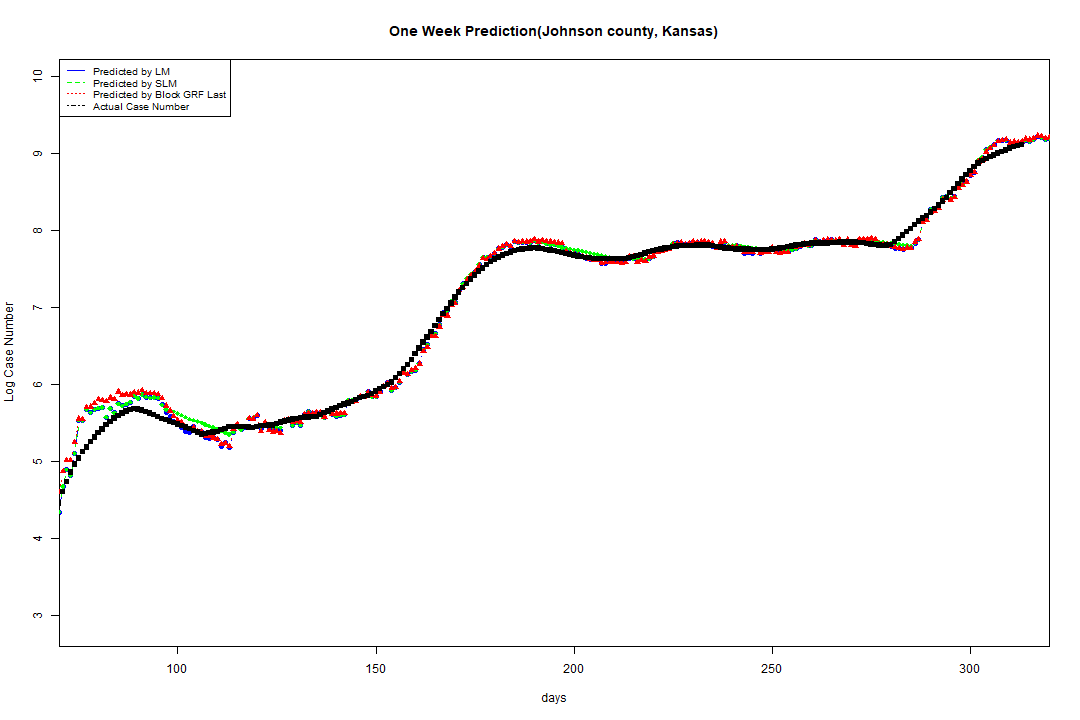 One Week Prediction(Johnson county, Kansas)
Predicted by LM
Predicted by SLM
Predicted by Block GRF Last
Actual Case Number
10
9
8
7
6
5
4
3
Log Case Number
100 150 200 250 300
days